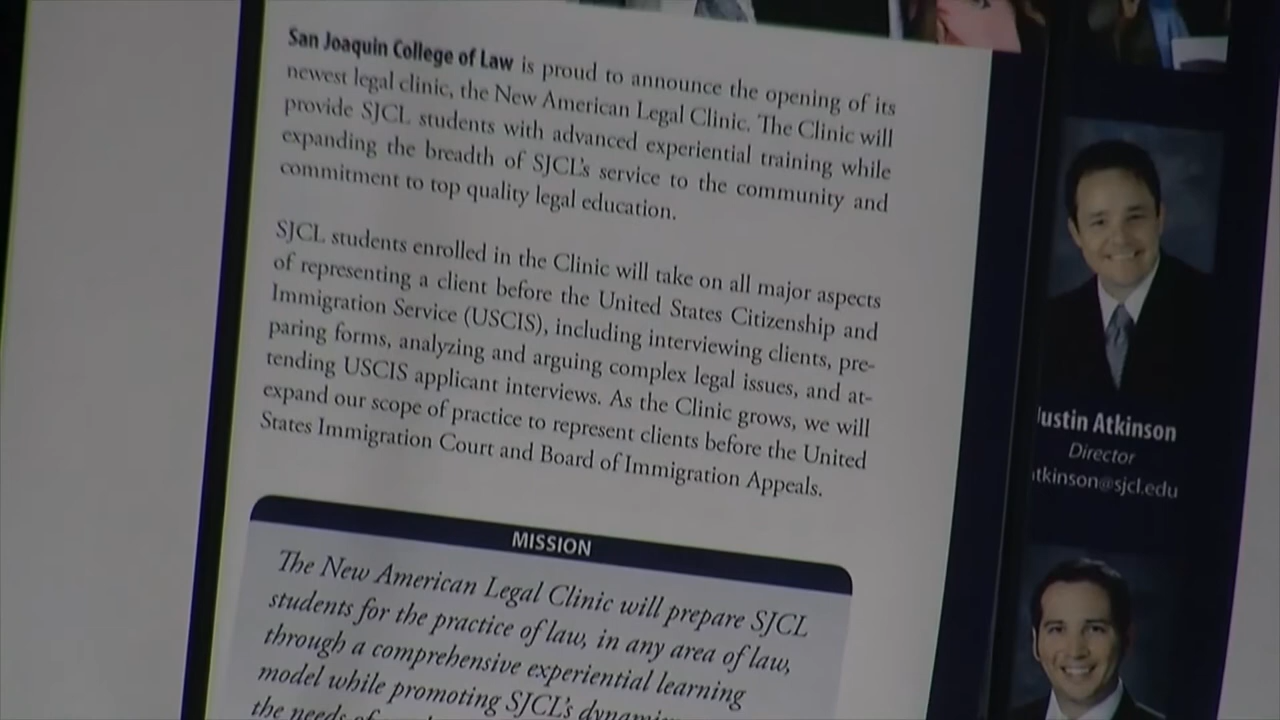 San Joaquin College of Law is proud to announce the opening of its
newest legal clinic, the New American Legal Clinic. The Clinic will
provide SJCL students with advanced experiential training while
expanding the breadth of SJCL's service to the community and
commitment to top quality legal education.
SJCL students enrolled in the Clinic will take on all major aspects
of representing a client before the United States Citizenship and
Immigration Service (USCIS), including interviewing clients, pre-
paring forms, analyzing and arguing complex legal issues, and at-
tending USCIS applicant interviews. As the Clinic grows, we will
expand our scope of practice to represent clients before the United
States Immigration Court and Board of Immigration Appeals.
MISSION
The New American Legal Clinic will prepare SJCL
students for the practice of law, in any area of law,
through a comprehensive experiential learning
model while promoting SJCL's dynamic
the needs of
ustin Atkinson
Director
tkinson@sjcl.edu